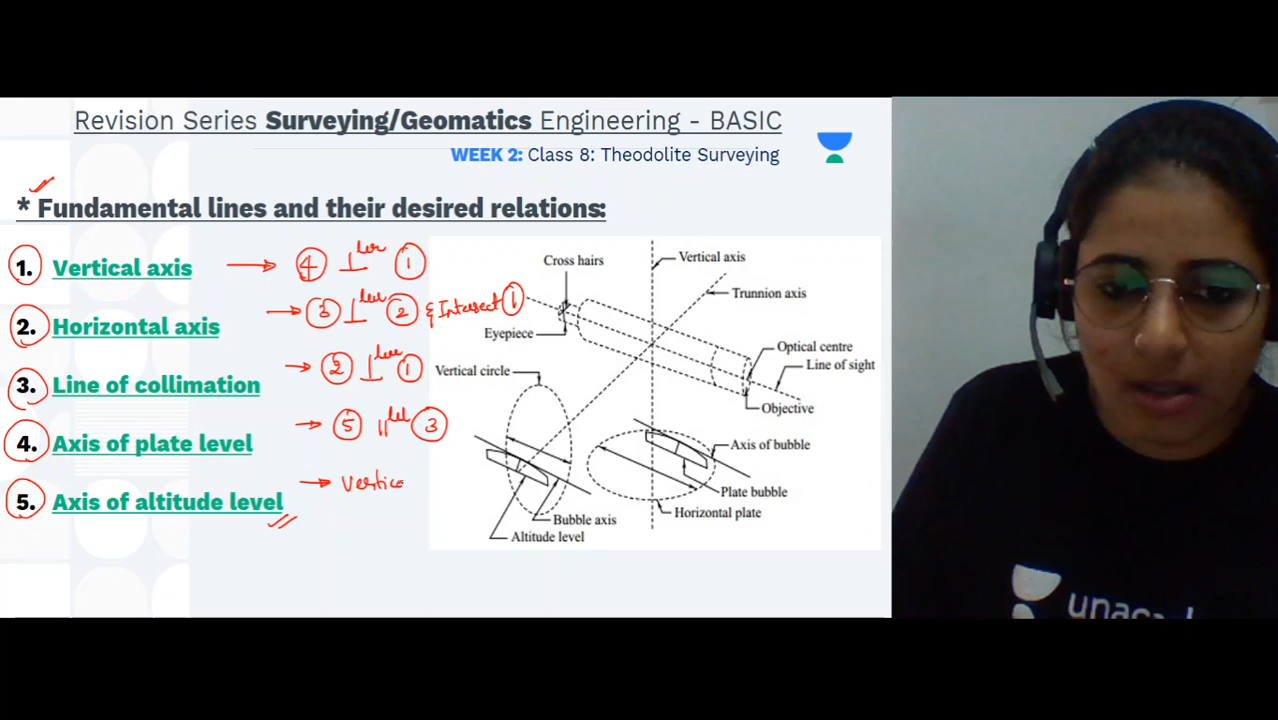 Revision Series Surveying/Geomatics Engineering - BASIC
WEEK 2: Class 8: Theodolite Surveying
* Fundamental lines and their desired relations:
1. Vertical axis → 4 ⊥ler 1
2. Horizontal axis → 3 ⊥ler 2 & Intersect 1
3. Line of collimation → 2 ⊥ler 1
4. Axis of plate level → 5 ||lel 3
5. Axis of altitude level → Vertica
Cross hairs
Vertical axis
Trunnion axis
Eyepiece
Optical centre
Line of sight
Vertical circle
Objective
Axis of bubble
Plate bubble
Horizontal plate
Bubble axis
Altitude level